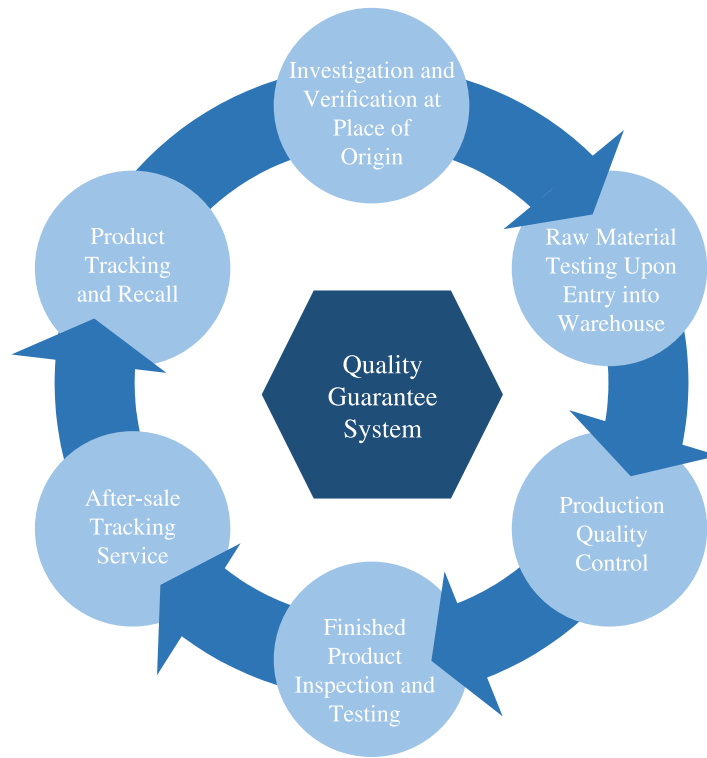 Investigation and
Verification at
Place of
Origin
Raw Material
Testing Upon
Entry into
Warehouse
Production
Quality
Control
Finished
Product
Inspection and
Testing
After-sale
Tracking
Service
Product
Tracking
and Recall
Quality
Guarantee
System